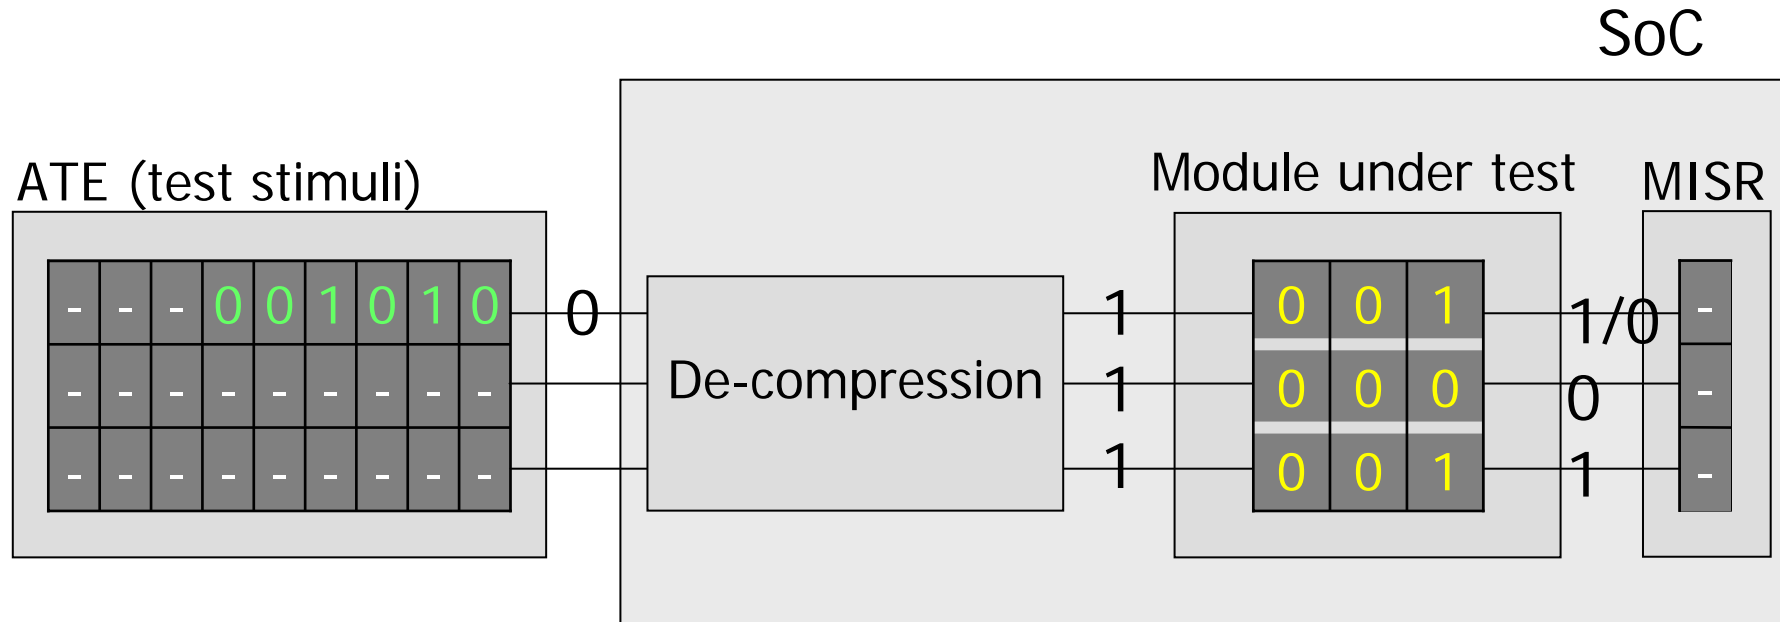 SoC
ATE (test stimuli)
Module under test
MISR
- - - 0 0 1 0 1 0
0
De-compression
1
1
1
0 0 1
0 0 0
0 0 1
1/0
0
1
-
-
-
- - - - - - - - -
- - - - - - - - -